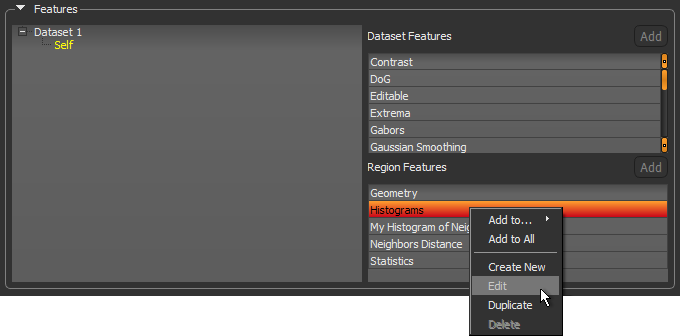 Features
Dataset 1
Self
Dataset Features
Add
Contrast
DoG
Editable
Extrema
Gabors
Gaussian Smoothing
Region Features
Add
Geometry
Histograms
My Histogram of Neig
Neighbors Distance
Statistics
Add to...
Add to All
Create New
Edit
Duplicate
Delete